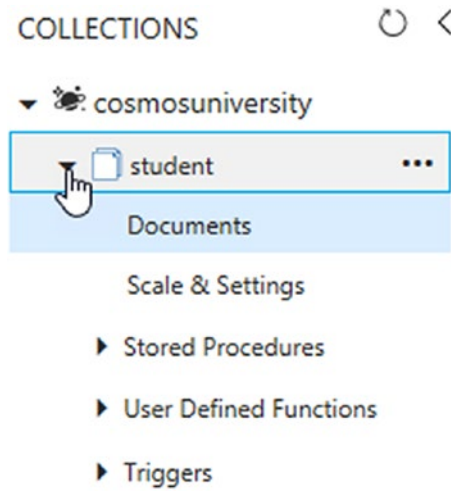 COLLECTIONS
cosmosuniversity
student
Documents
Scale & Settings
Stored Procedures
User Defined Functions
Triggers